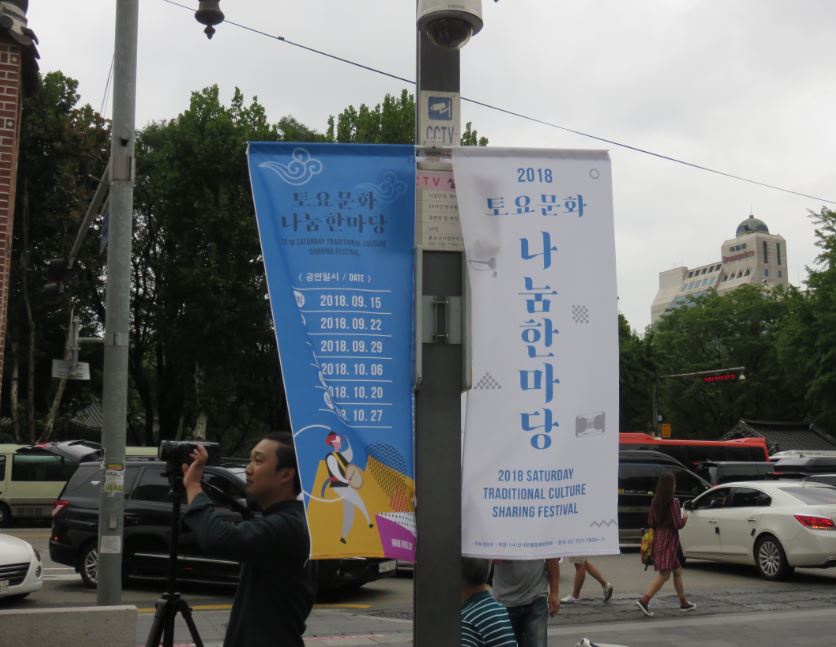 CCTV
CTV
토요문화
나눔한마당
2018 SATURDAY TRADITIONAL CULTURE
SHARING FESTIVAL
〈 공연일시 / DATE 〉
2018. 09. 15
2018. 09. 22
2018. 09. 29
2018. 10. 06
2018. 10. 20
10. 27
2018
토요문화
나눔한마당
2018 SATURDAY
TRADITIONAL CULTURE
SHARING FESTIVAL